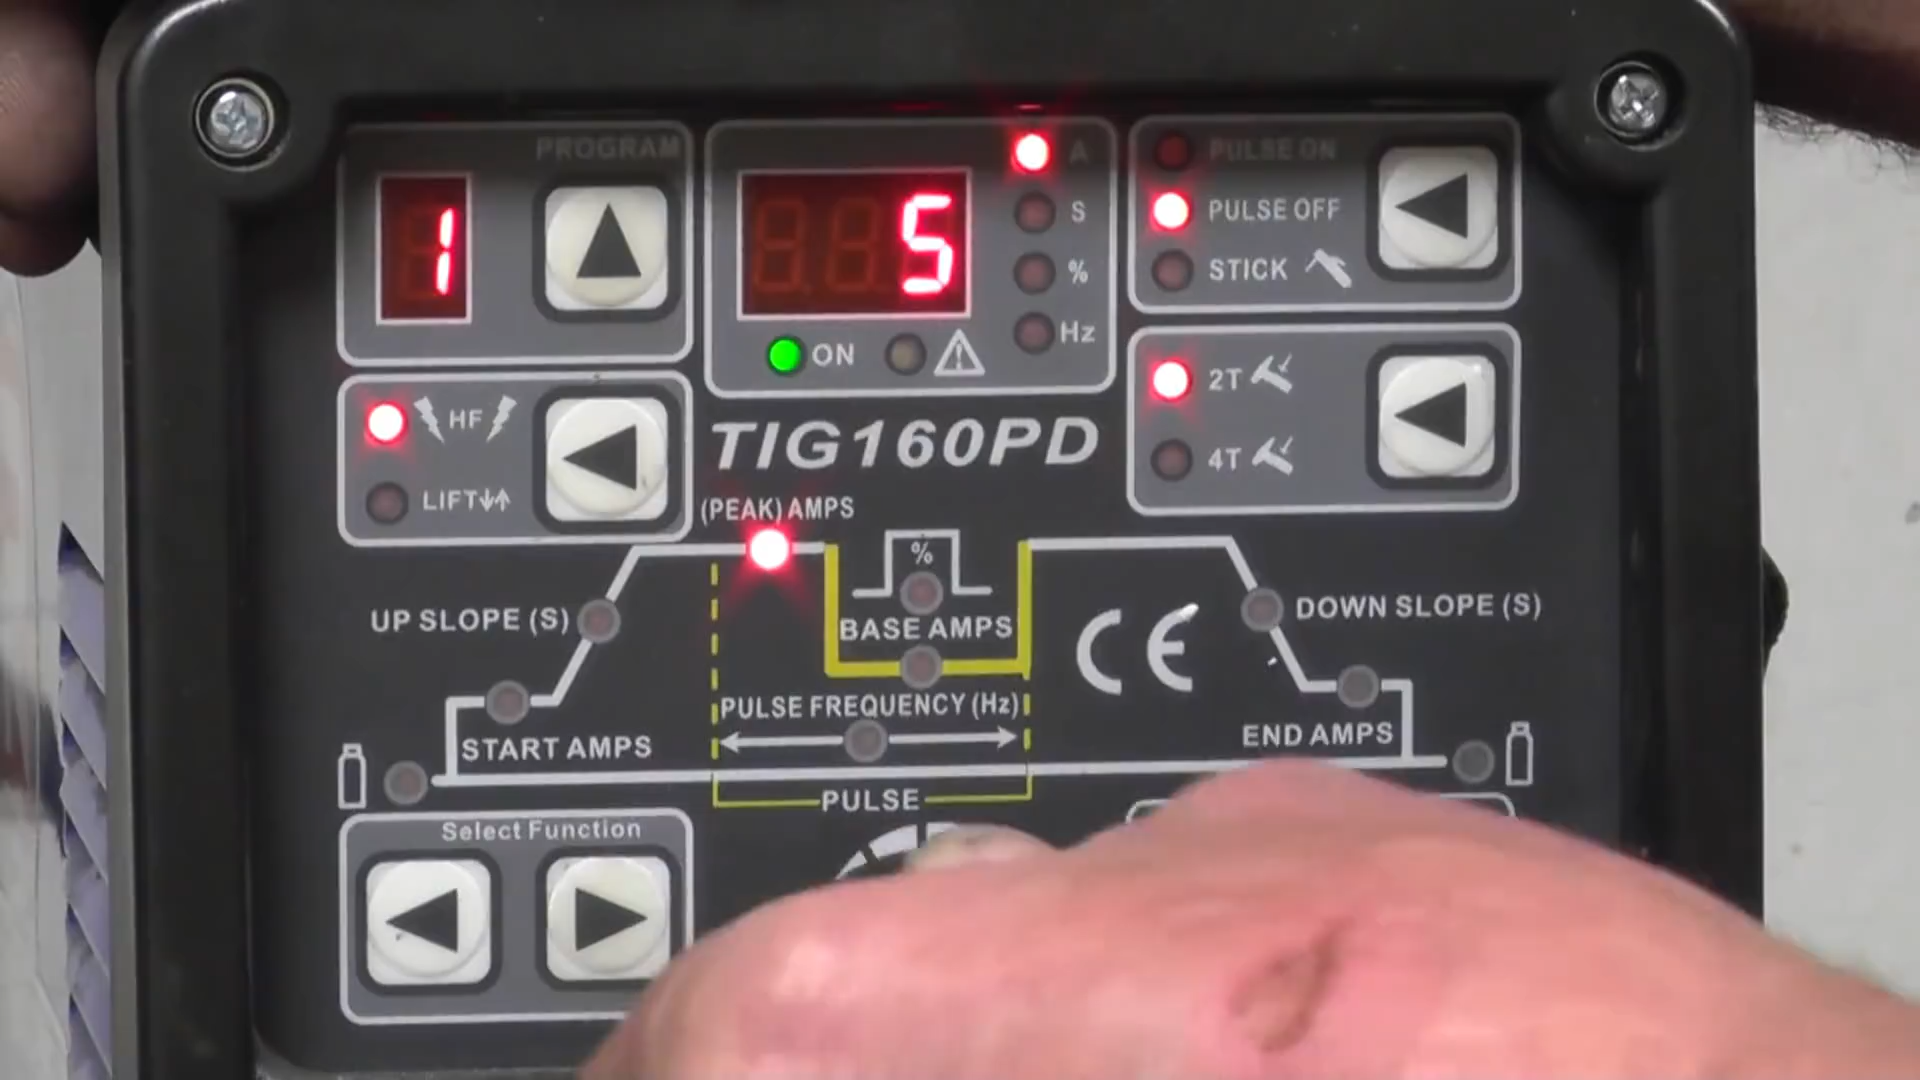 PROGRAM
1
5
A
S
%
Hz
ON
PULSE ON
PULSE OFF
STICK
HF
LIFT
2T
4T
TIG160PD
(PEAK) AMPS
%
BASE AMPS
UP SLOPE (S)
START AMPS
PULSE FREQUENCY (Hz)
PULSE
CE
DOWN SLOPE (S)
END AMPS
Select Function